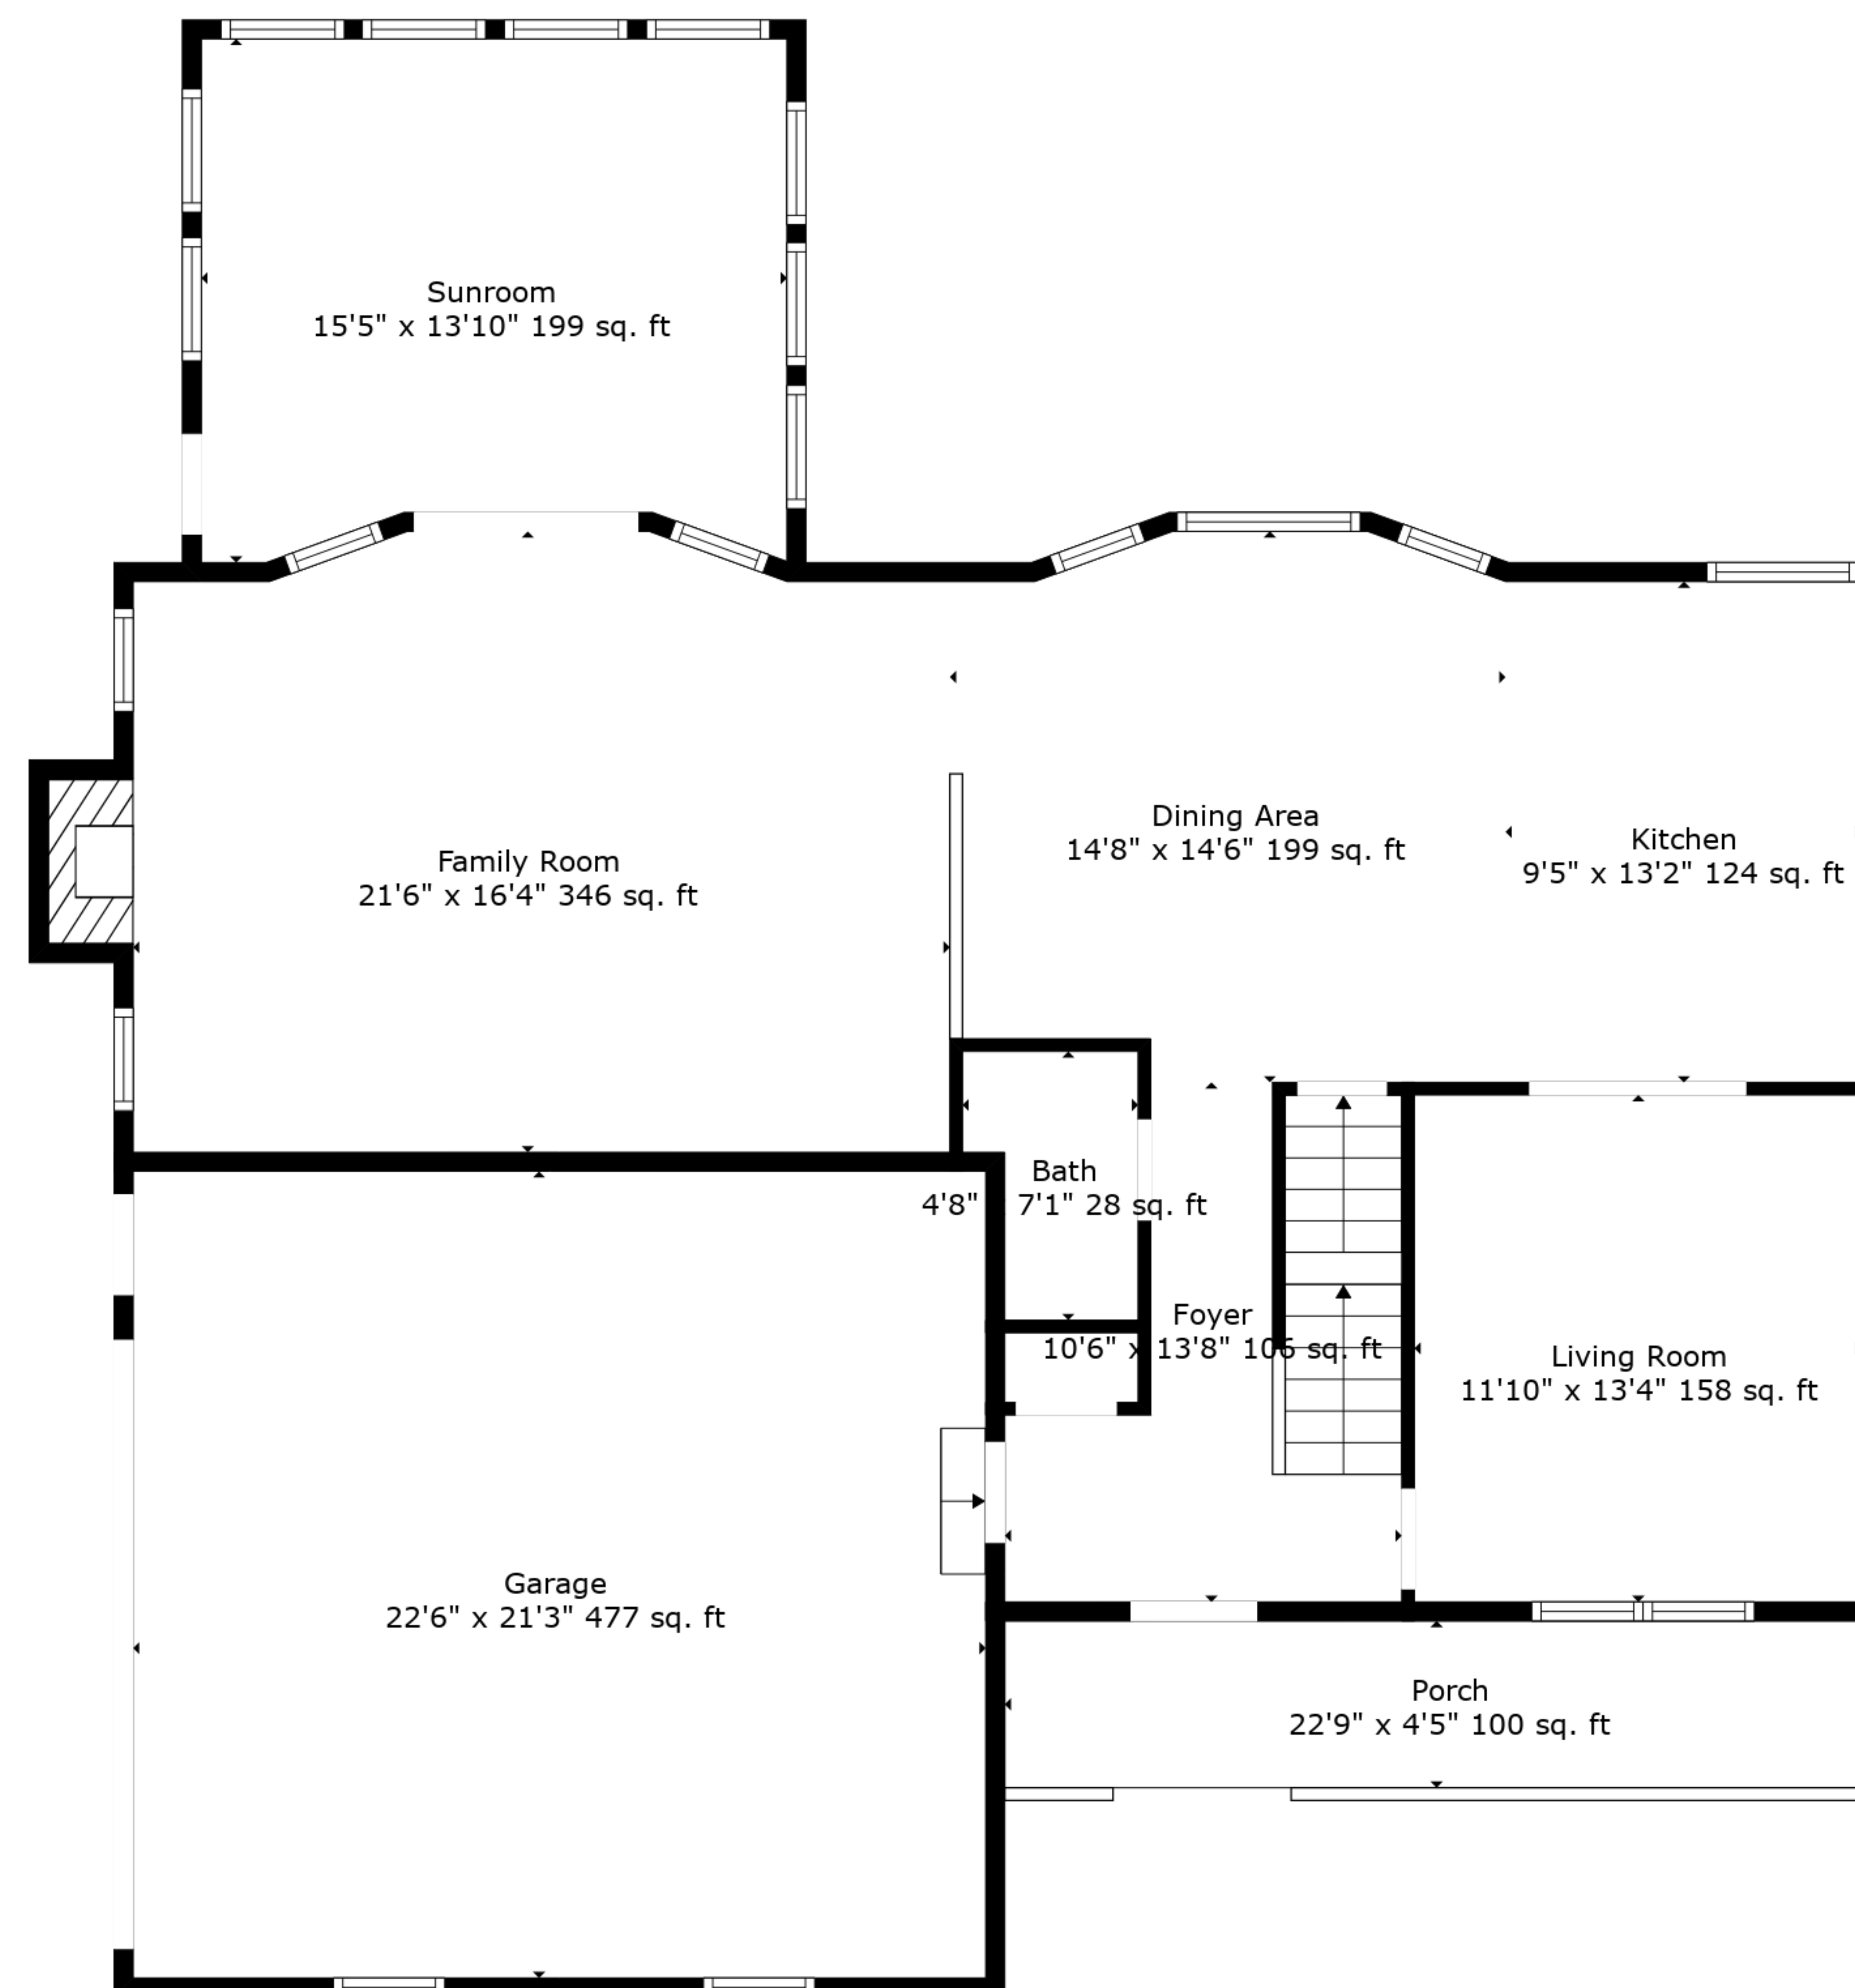 Sunroom
15'5" x 13'10" 199 sq. ft
Dining Area
14'8" x 14'6" 199 sq. ft
Kitchen
9'5" x 13'2" 124 sq. ft
Family Room
21'6" x 16'4" 346 sq. ft
Bath
4'8" 7'1" 28 sq. ft
Foyer
10'6" x 13'8" 106 sq. ft
Living Room
11'10" x 13'4" 158 sq. ft
Garage
22'6" x 21'3" 477 sq. ft
Porch
22'9" x 4'5" 100 sq. ft